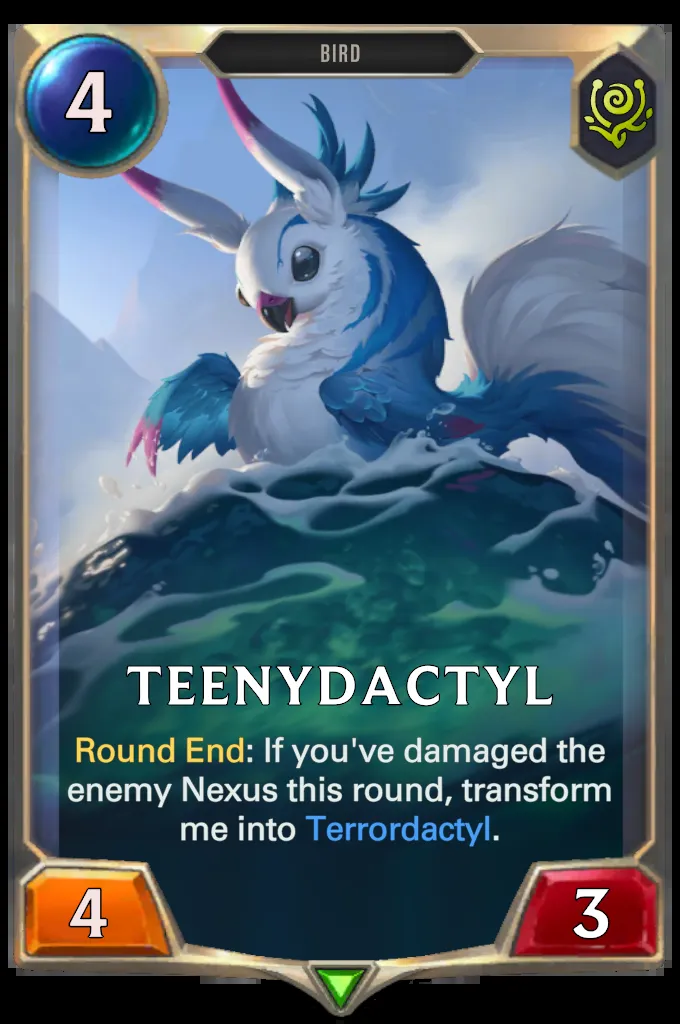 BIRD
4
TEENYDACTYL
Round End: If you've damaged the
enemy Nexus this round, transform
me into Terrordactyl.
4
3